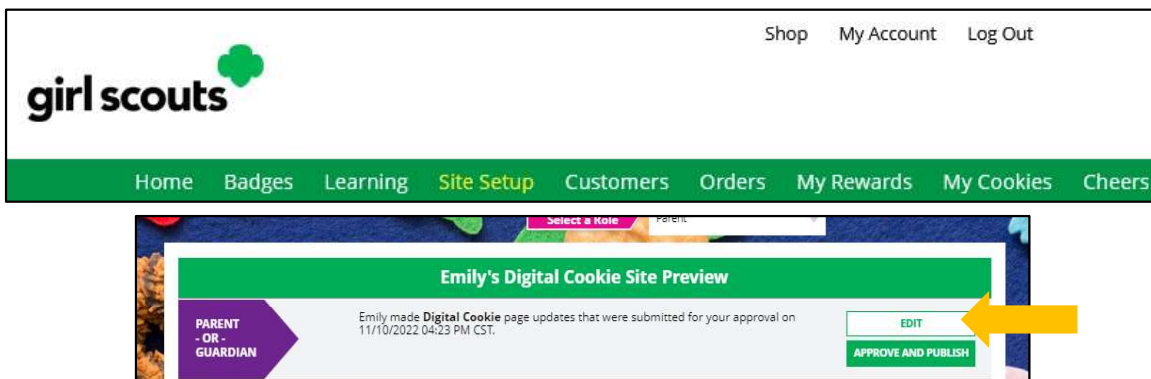 Shop My Account Log Out
girl scouts
Home Badges Learning Site Setup Customers Orders My Rewards My Cookies Cheers
Select a Role Parent
Emily's Digital Cookie Site Preview
PARENT
- OR -
GUARDIAN
Emily made Digital Cookie page updates that were submitted for your approval on
11/10/2022 04:23 PM CST.
EDIT
APPROVE AND PUBLISH